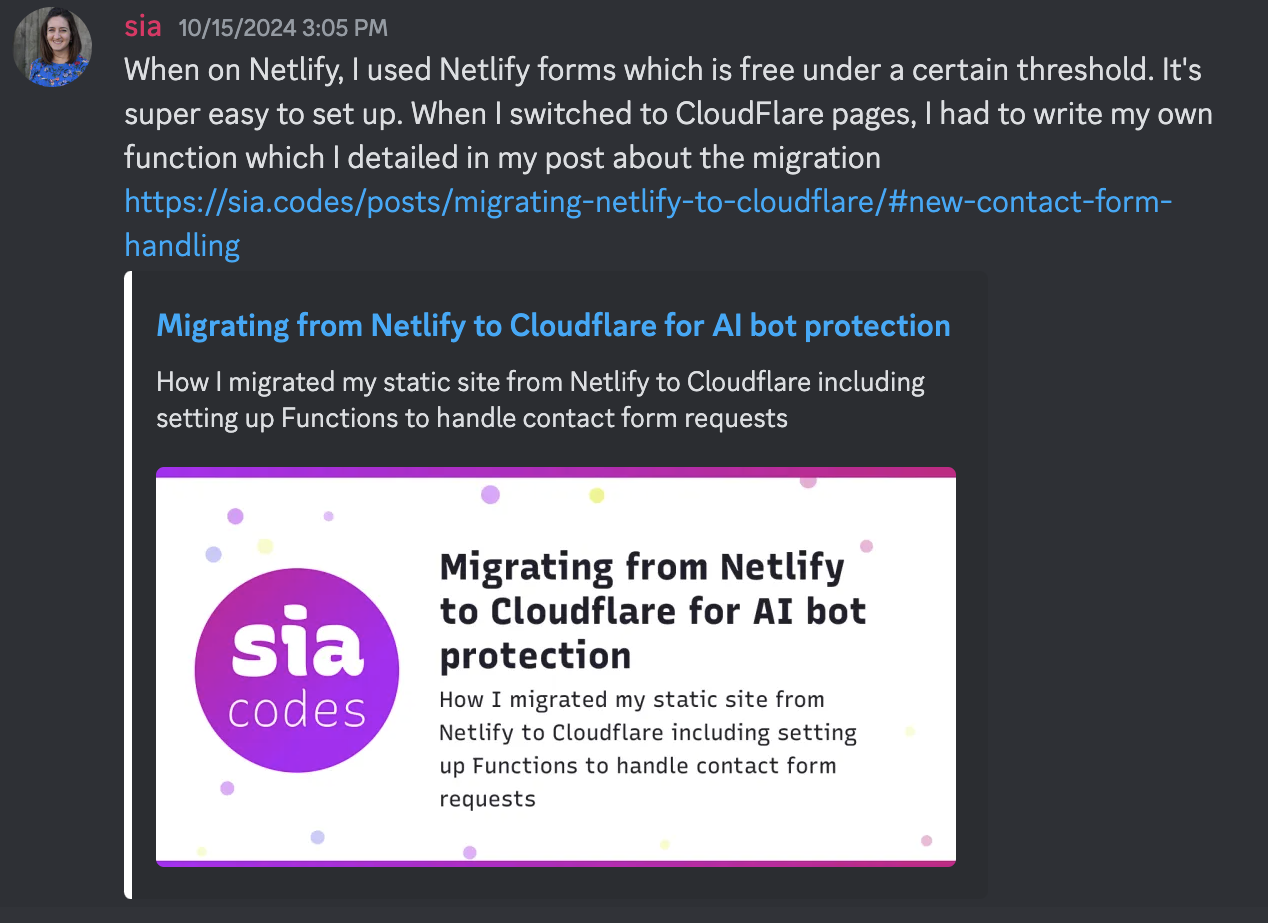 sia 10/15/2024 3:05 PM
When on Netlify, I used Netlify forms which is free under a certain threshold. It's
super easy to set up. When I switched to CloudFlare pages, I had to write my own
function which I detailed in my post about the migration
https://sia.codes/posts/migrating-netlify-to-cloudflare/#new-contact-form-
handling
Migrating from Netlify to Cloudflare for AI bot protection
How I migrated my static site from Netlify to Cloudflare including
setting up Functions to handle contact form requests
sia
codes
Migrating from Netlify
to Cloudflare for AI bot
protection
How I migrated my static site from
Netlify to Cloudflare including setting
up Functions to handle contact form
requests